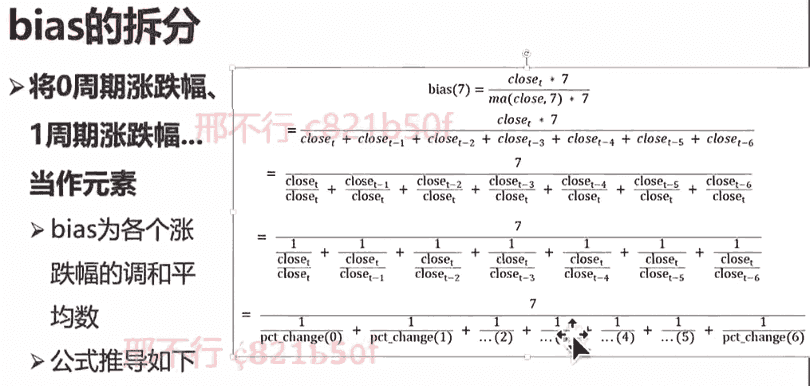 bias的拆分
➤将0周期涨跌幅、
1周期涨跌幅...
当作元素
➤bias为各个涨
跌幅的调和平
均数
➤公式推导如下
bias(7) = \frac{close_t * 7}{ma(close, 7) * 7}
= \frac{close_t * 7}{close_t + close_{t-1} + close_{t-2} + close_{t-3} + close_{t-4} + close_{t-5} + close_{t-6}}
= \frac{7}{\frac{close_t}{close_t} + \frac{close_{t-1}}{close_t} + \frac{close_{t-2}}{close_t} + \frac{close_{t-3}}{close_t} + \frac{close_{t-4}}{close_t} + \frac{close_{t-5}}{close_t} + \frac{close_{t-6}}{close_t}}
= \frac{7}{\frac{1}{\frac{close_t}{close_t}} + \frac{1}{\frac{close_t}{close_{t-1}}} + \frac{1}{\frac{close_t}{close_{t-2}}} + \frac{1}{\frac{close_t}{close_{t-3}}} + \frac{1}{\frac{close_t}{close_{t-4}}} + \frac{1}{\frac{close_t}{close_{t-5}}} + \frac{1}{\frac{close_t}{close_{t-6}}}}
= \frac{7}{\frac{1}{pct\_change(0)} + \frac{1}{pct\_change(1)} + \frac{1}{...(2)} + \frac{1}{...(} + \frac{1}{...(4)} + \frac{1}{...(5)} + \frac{1}{pct\_change(6)}}
邢不行 c821b50f
邢不行 c821b50f